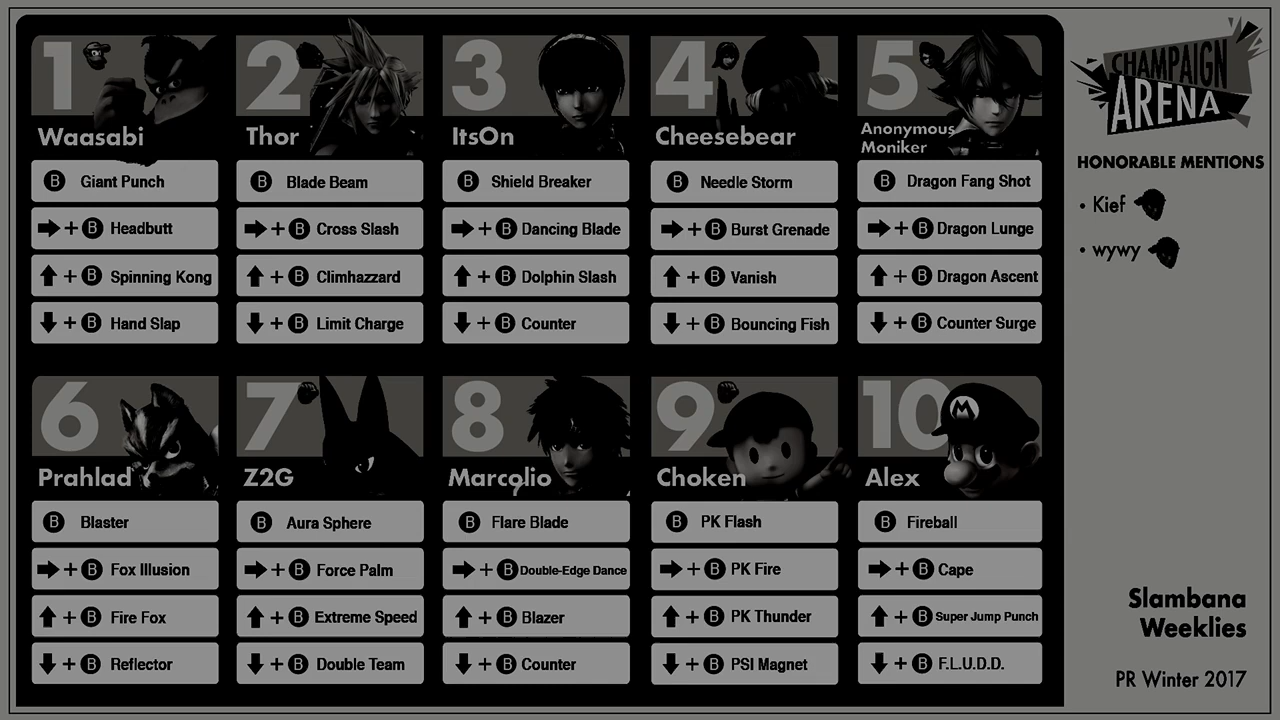 1
Waasabi
B Giant Punch
+ B Headbutt
+ B Spinning Kong
+ B Hand Slap
2
Thor
B Blade Beam
+ B Cross Slash
+ B Climhazzard
+ B Limit Charge
3
ItsOn
B Shield Breaker
+ B Dancing Blade
+ B Dolphin Slash
+ B Counter
4
Cheesebear
B Needle Storm
+ B Burst Grenade
+ B Vanish
+ B Bouncing Fish
5
Anonymous
Moniker
B Dragon Fang Shot
+ B Dragon Lunge
+ B Dragon Ascent
+ B Counter Surge
6
Prahlad
B Blaster
+ B Fox Illusion
+ B Fire Fox
+ B Reflector
7
Z2G
B Aura Sphere
+ B Force Palm
+ B Extreme Speed
+ B Double Team
8
Marcolio
B Flare Blade
+ B Double-Edge Dance
+ B Blazer
+ B Counter
9
Choken
B PK Flash
+ B PK Fire
+ B PK Thunder
+ B PSI Magnet
10
M
Alex
B Fireball
+ B Cape
+ B Super Jump Punch
+ B F.L.U.D.D.
CHAMPAIGN
ARENA
HONORABLE MENTIONS
• Kief
• wywy
Slambana
Weeklies
PR Winter 2017